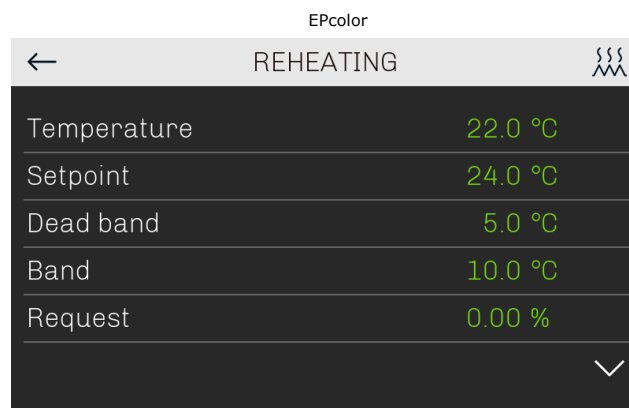 EPcolor
REHEATING
Temperature 22.0 °C
Setpoint 24.0 °C
Dead band 5.0 °C
Band 10.0 °C
Request 0.00 %